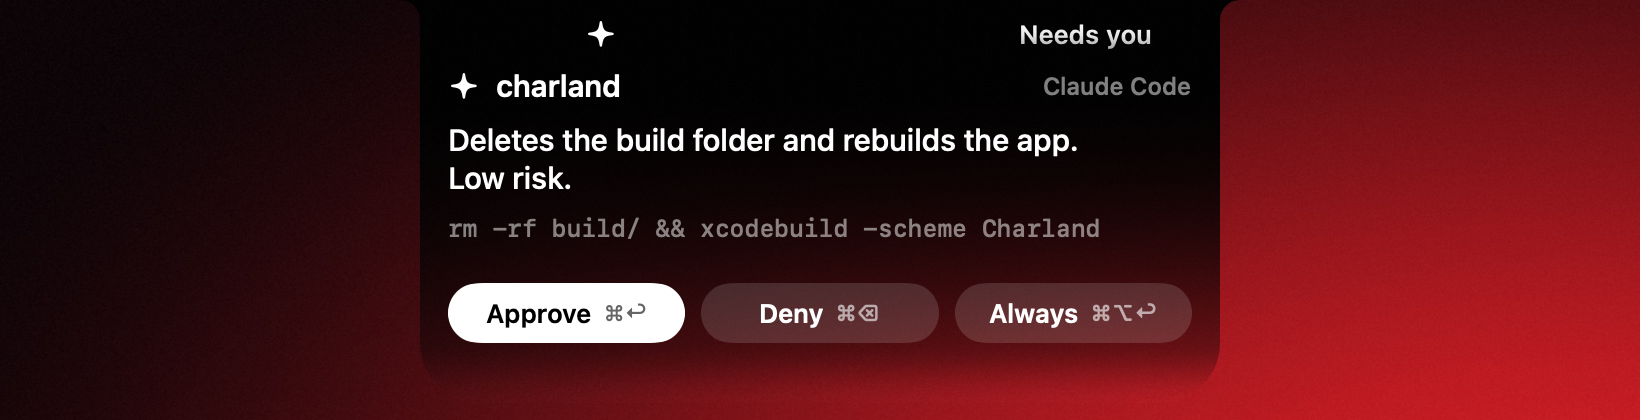 Needs you
charland
Claude Code
Deletes the build folder and rebuilds the app.
Low risk.
rm -rf build/ && xcodebuild -scheme Charland
Approve ⌘↩
Deny ⌘⌫
Always ⌘⌥↩